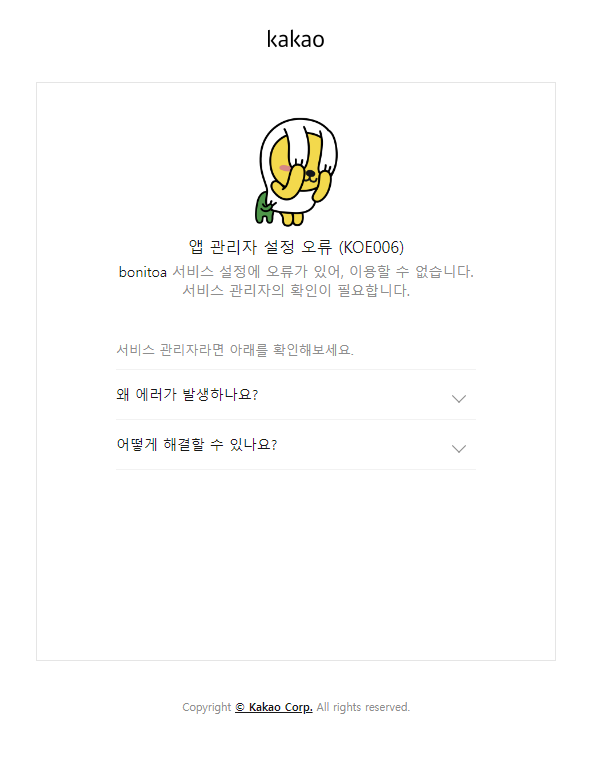 kakao
앱 관리자 설정 오류 (KOE006)
bonitoa 서비스 설정에 오류가 있어, 이용할 수 없습니다.
서비스 관리자의 확인이 필요합니다.
서비스 관리자라면 아래를 확인해보세요.
왜 에러가 발생하나요?
어떻게 해결할 수 있나요?
Copyright © Kakao Corp. All rights reserved.